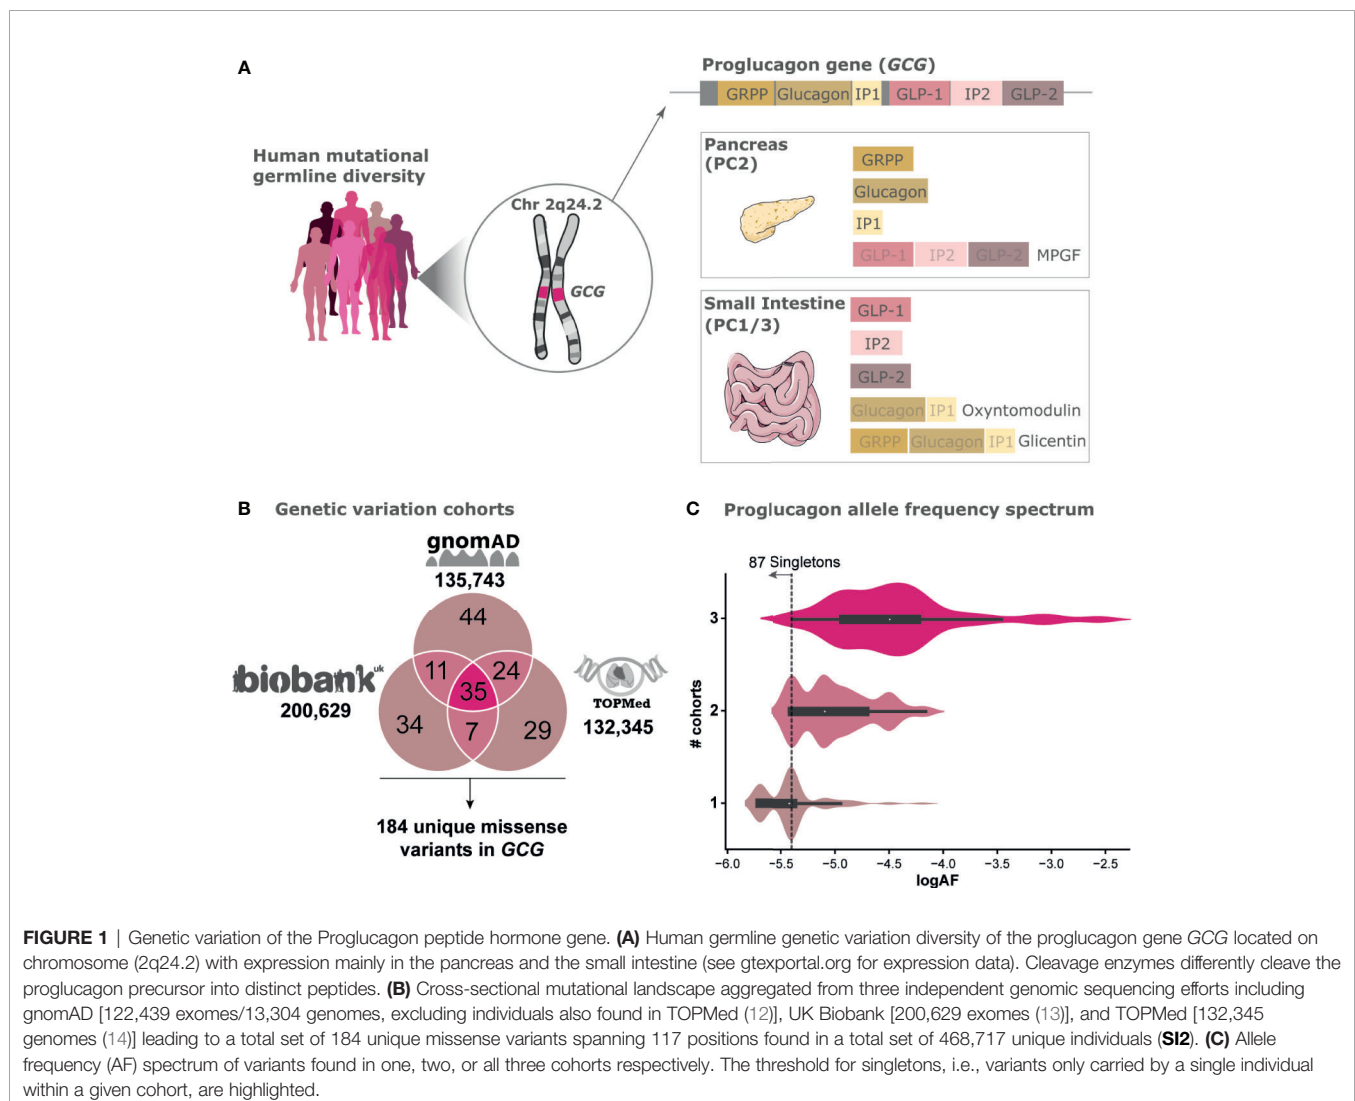 A
Proglucagon gene (GCG)
GRPP Glucagon IP1 GLP-1 IP2 GLP-2
Human mutational
germline diversity
Chr 2q24.2
GCG
Pancreas
(PC2)
GRPP
Glucagon
IP1
GLP-1 IP2 GLP-2 MPGF
Small Intestine
(PC1/3)
GLP-1
IP2
GLP-2
Glucagon IP1 Oxyntomodulin
GRPP Glucagon IP1 Glicentin
B Genetic variation cohorts
gnomAD
135,743
44
11 24
35
biobank uk
200,629
TOPMed
132,345
34 7 29
184 unique missense
variants in GCG
C Proglucagon allele frequency spectrum
87 Singletons
3
2
1
# cohorts
−6.0 −5.5 −5.0 −4.5 −4.0 −3.5 −3.0 −2.5
logAF
FIGURE 1 | Genetic variation of the Proglucagon peptide hormone gene. (A) Human germline genetic variation diversity of the proglucagon gene GCG located on
chromosome (2q24.2) with expression mainly in the pancreas and the small intestine (see gtexportal.org for expression data). Cleavage enzymes differently cleave the
proglucagon precursor into distinct peptides. (B) Cross-sectional mutational landscape aggregated from three independent genomic sequencing efforts including
gnomAD [122,439 exomes/13,304 genomes, excluding individuals also found in TOPMed (12)], UK Biobank [200,629 exomes (13)], and TOPMed [132,345
genomes (14)] leading to a total set of 184 unique missense variants spanning 117 positions found in a total set of 468,717 unique individuals (SI2). (C) Allele
frequency (AF) spectrum of variants found in one, two, or all three cohorts respectively. The threshold for singletons, i.e., variants only carried by a single individual
within a given cohort, are highlighted.